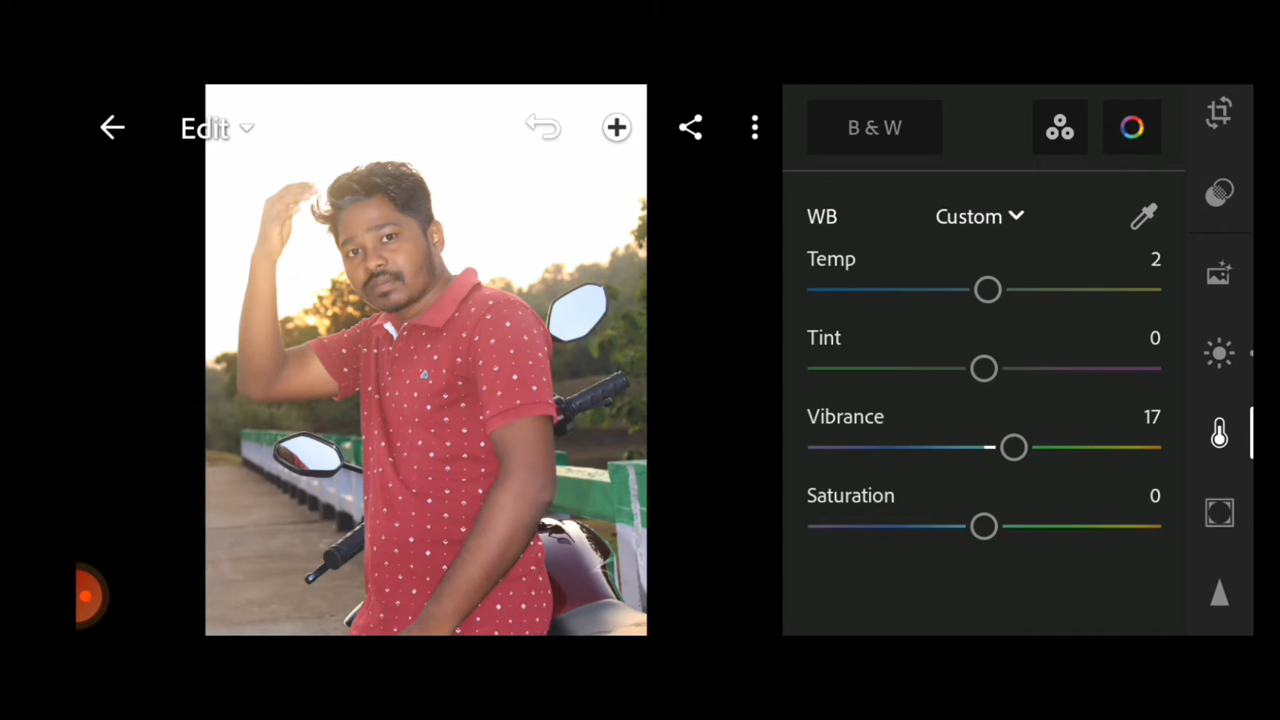 Edit
B & W
WB Custom
Temp 2
Tint 0
Vibrance 17
Saturation 0